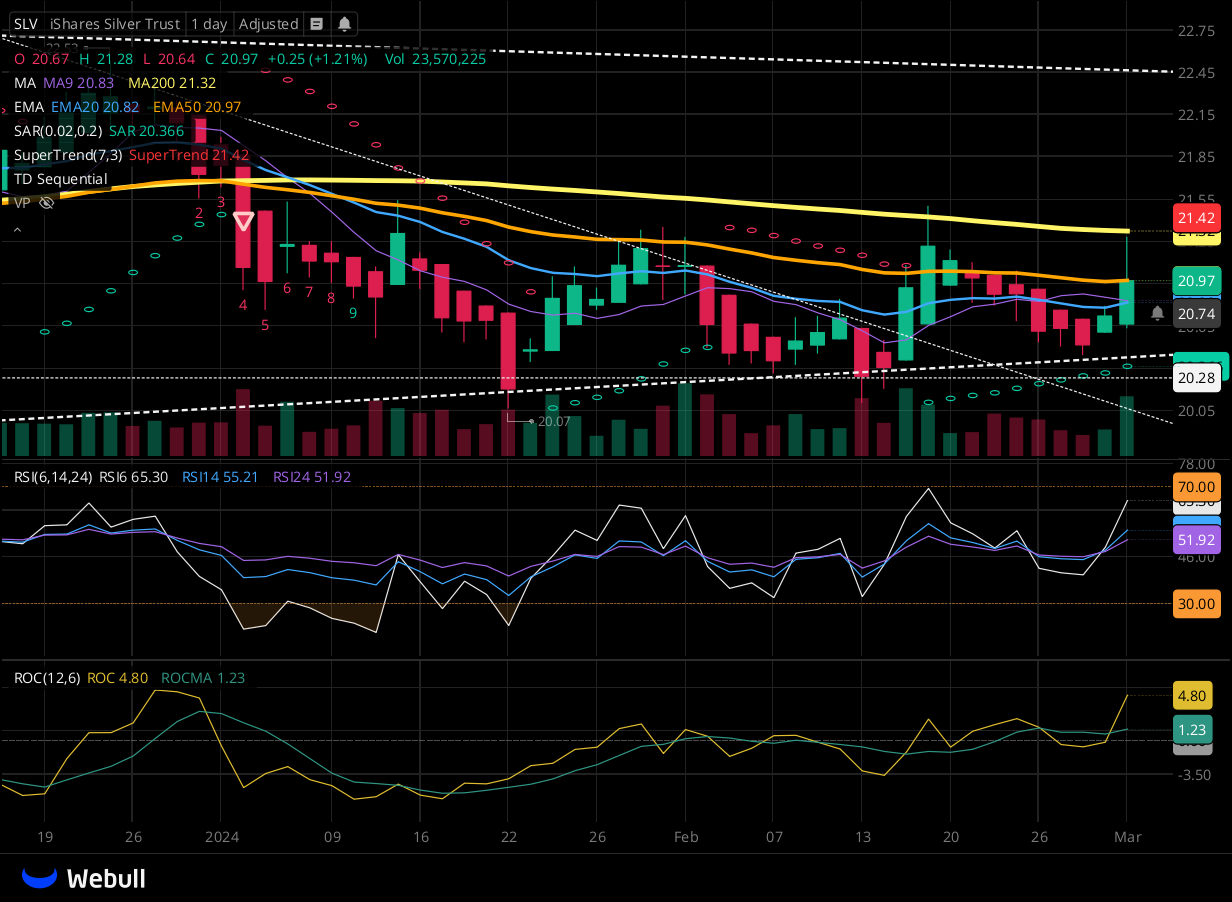 SLV iShares Silver Trust 1 day Adjusted
22.75
O 20.67 H 21.28 L 20.64 C 20.97 +0.25 (+1.21%) Vol 23,570,225
22.45
MA MA9 20.83 MA200 21.32
EMA EMA20 20.82 EMA50 20.97
22.15
SAR(0.02,0.2) SAR 20.366
SuperTrend(7,3) SuperTrend 21.42
21.85
TD Sequential
VP
21.55
2 3
21.42
4 5 6 7 8 9
20.97
20.74
20.28
20.05
20.07
78.00
RSI(6,14,24) RSI6 65.30 RSI14 55.21 RSI24 51.92
70.00
51.92
30.00
ROC(12,6) ROC 4.80 ROCMA 1.23
4.80
1.23
-3.50
19 26 2024 09 16 22 26 Feb 07 13 20 26 Mar
Webull